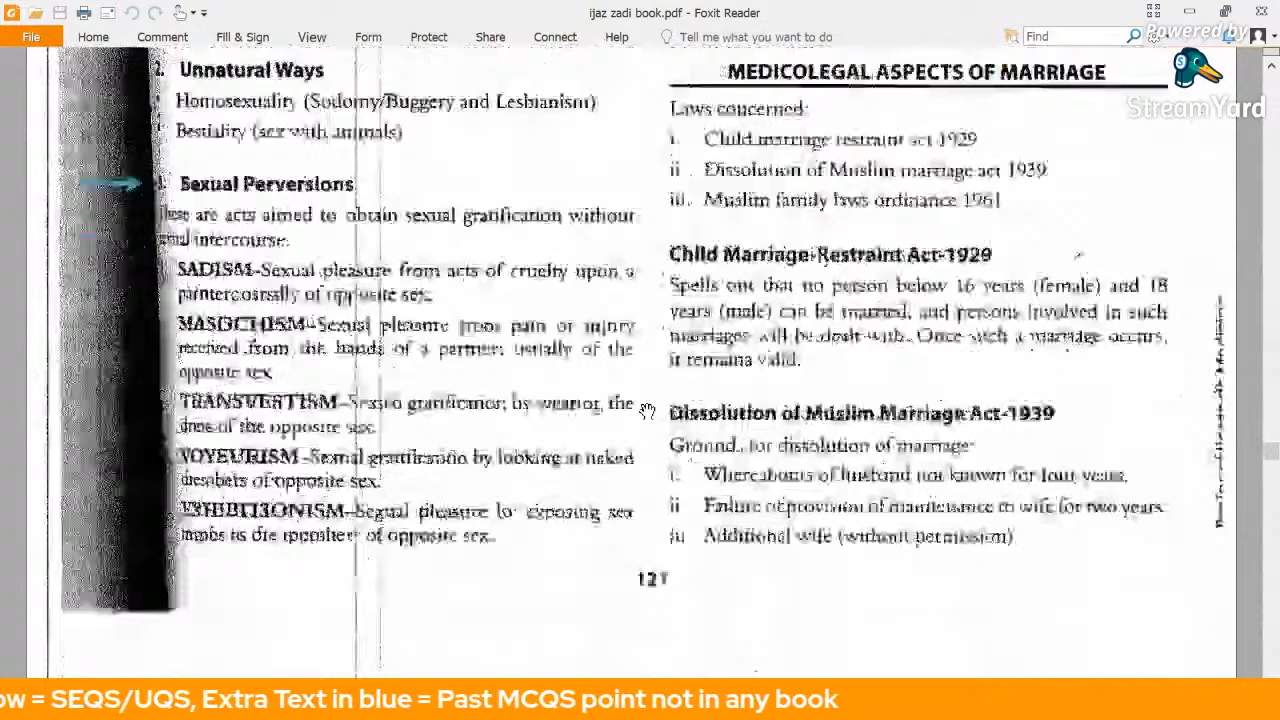 ijaz zadi book.pdf - Foxit Reader
File Home Comment Fill & Sign View Form Protect Share Connect Help Tell me what you want to do Find
Powered by
StreamYard
2. Unnatural Ways
Homosexuality (Sodomy/Buggery and Lesbianism)
Bestiality (sex with animals)
Sexual Perversions
These are acts aimed to obtain sexual gratification without
intercourse.
SADISM–Sexual pleasure from acts of cruelty upon a
of opposite sex.
MASOCHISM–Sexual pleasure from pain or injury
received from the hands of a partner usually of the
opposite sex
TRANSVERTISM–Sexual gratification by wearing the
dress of the opposite sex.
VOYEURISM–Sexual gratification by looking at naked
members of opposite sex.
EXHIBITIONISM–Sexual pleasure by exposing sex
of opposite sex.
MEDICOLEGAL ASPECTS OF MARRIAGE
Laws concerned:
i. Child marriage restraint act 1929
ii. Dissolution of Muslim marriage act 1939
iii. Muslim family laws ordinance 1961
Child Marriage Restraint Act-1929
Spells out that no person below 16 years (female) and 18
years (male) can be married, and persons involved in such
marriages will be dealt with. Once such a marriage occurs,
it remains valid.
Dissolution of Muslim Marriage Act-1939
Grounds for dissolution of marriage:
i. Whereabouts of husband not known for four years.
ii Failure of provision of maintenance to wife for two years
iii Additional wife (without permission)
ow = SEQS/UQS, Extra Text in blue = Past MCQS point not in any book